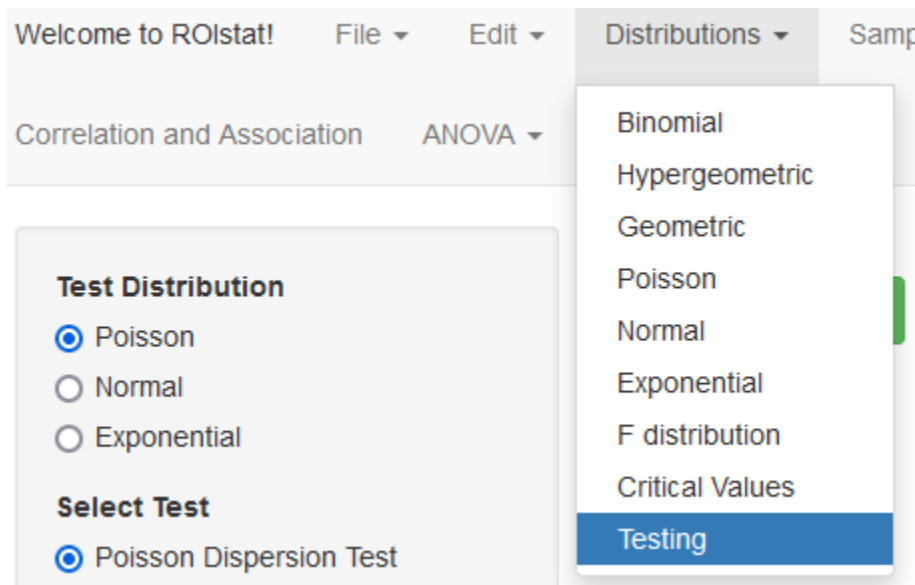 Welcome to ROIstat! File Edit Distributions Samp
Correlation and Association ANOVA
Binomial
Hypergeometric
Geometric
Poisson
Normal
Exponential
F distribution
Critical Values
Testing
Test Distribution
Poisson
Normal
Exponential
Select Test
Poisson Dispersion Test